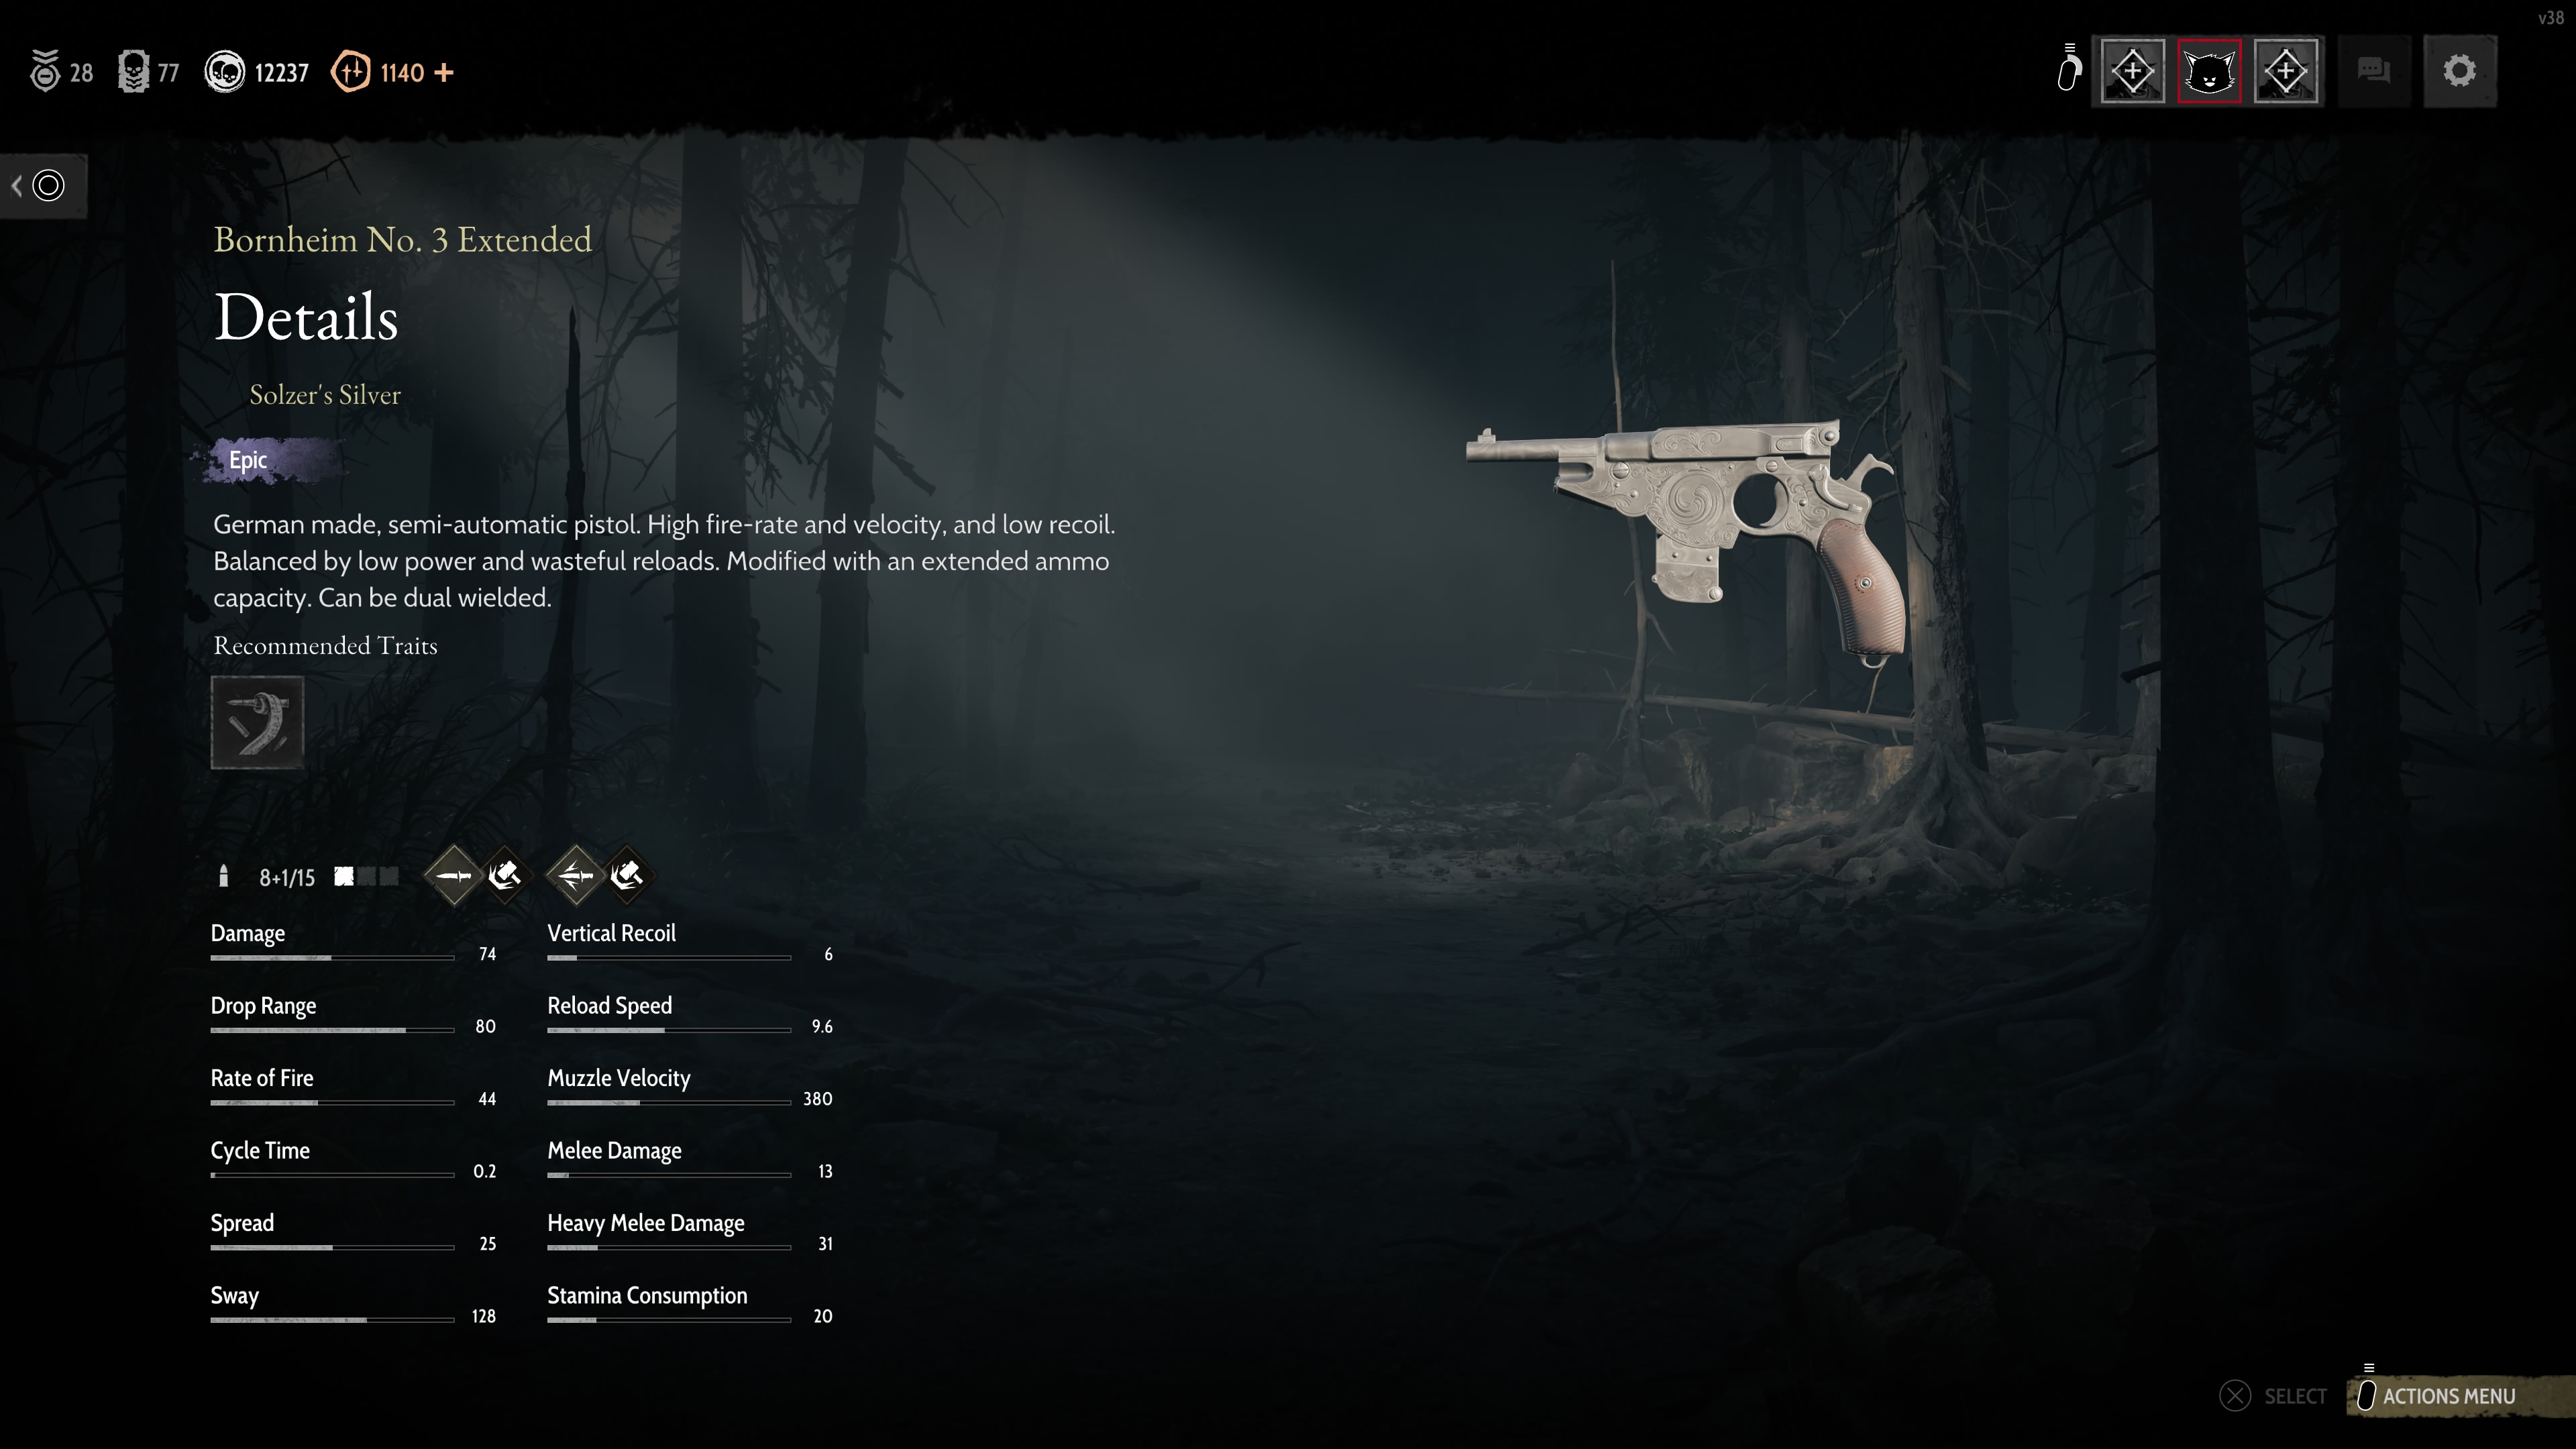 v38
28 77 12237 1140 +
Bornheim No. 3 Extended
Details
Solzer's Silver
Epic
German made, semi-automatic pistol. High fire-rate and velocity, and low recoil.
Balanced by low power and wasteful reloads. Modified with an extended ammo
capacity. Can be dual wielded.
Recommended Traits
8+1/15
Damage 74
Vertical Recoil 6
Drop Range 80
Reload Speed 9.6
Rate of Fire 44
Muzzle Velocity 380
Cycle Time 0.2
Melee Damage 13
Spread 25
Heavy Melee Damage 31
Sway 128
Stamina Consumption 20
SELECT
ACTIONS MENU